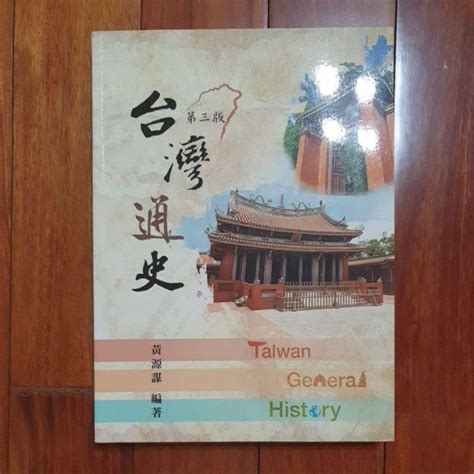 台灣通史
第三版
黃源謀 編著
Taiwan
General
History